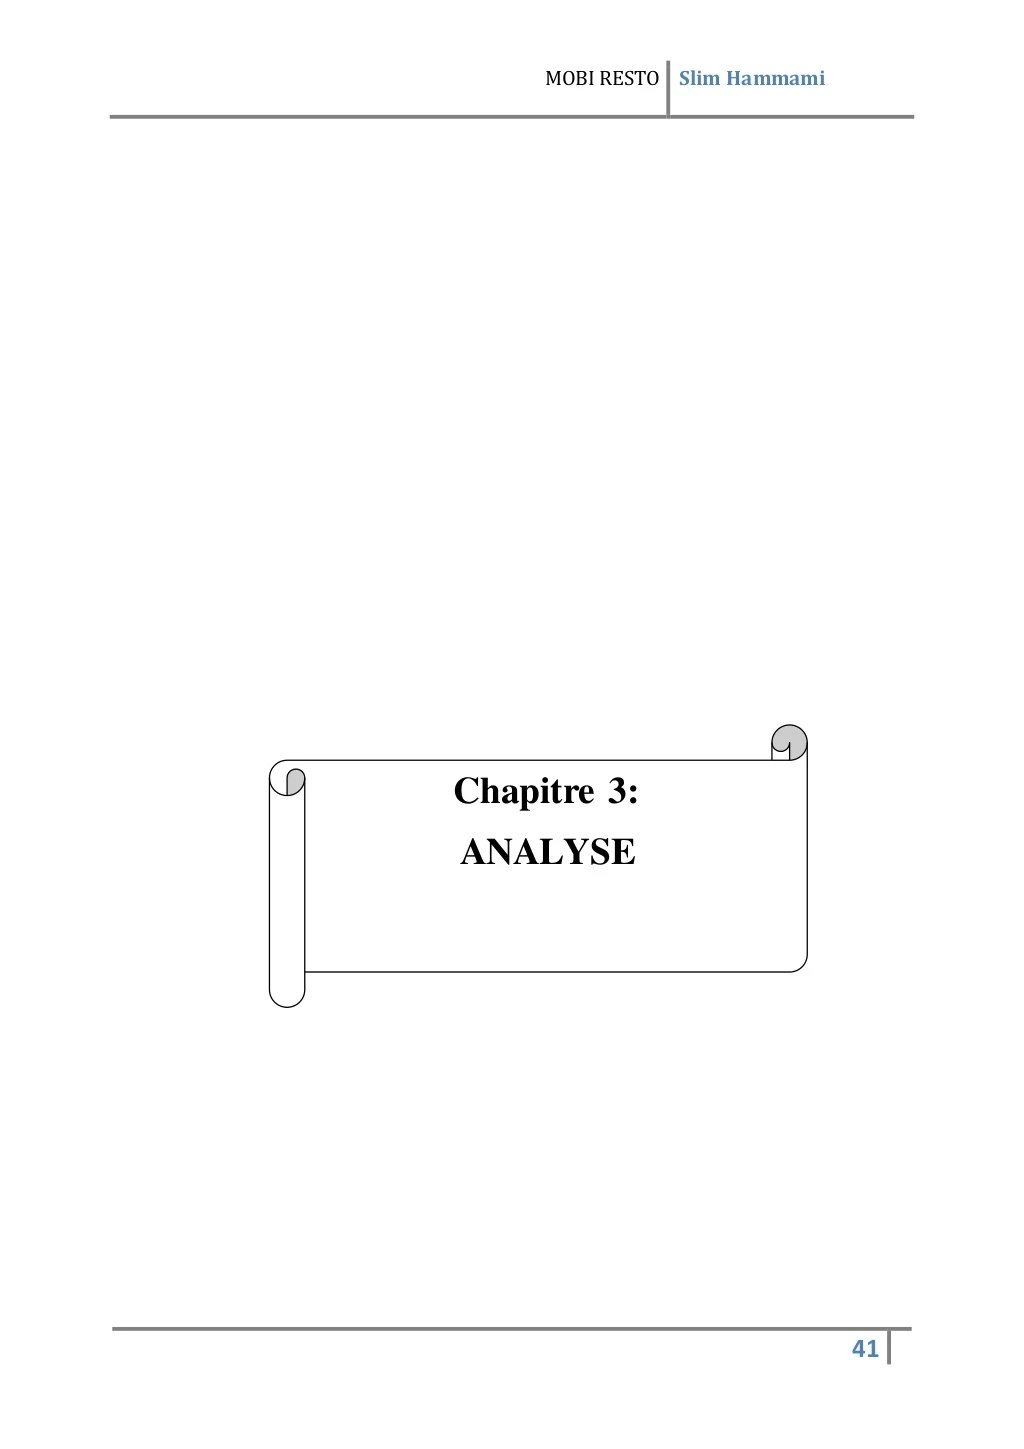 MOBI RESTO Slim Hammami
Chapitre 3:
ANALYSE
41